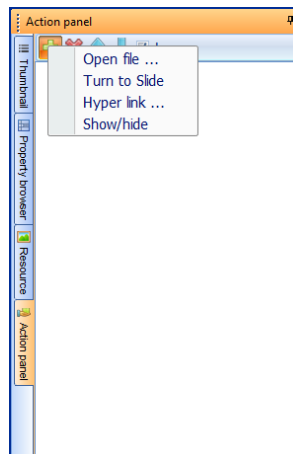 Action panel
Open file ...
Turn to Slide
Hyper link ...
Show/hide
Thumbnail
Property browser
Resource
Action panel